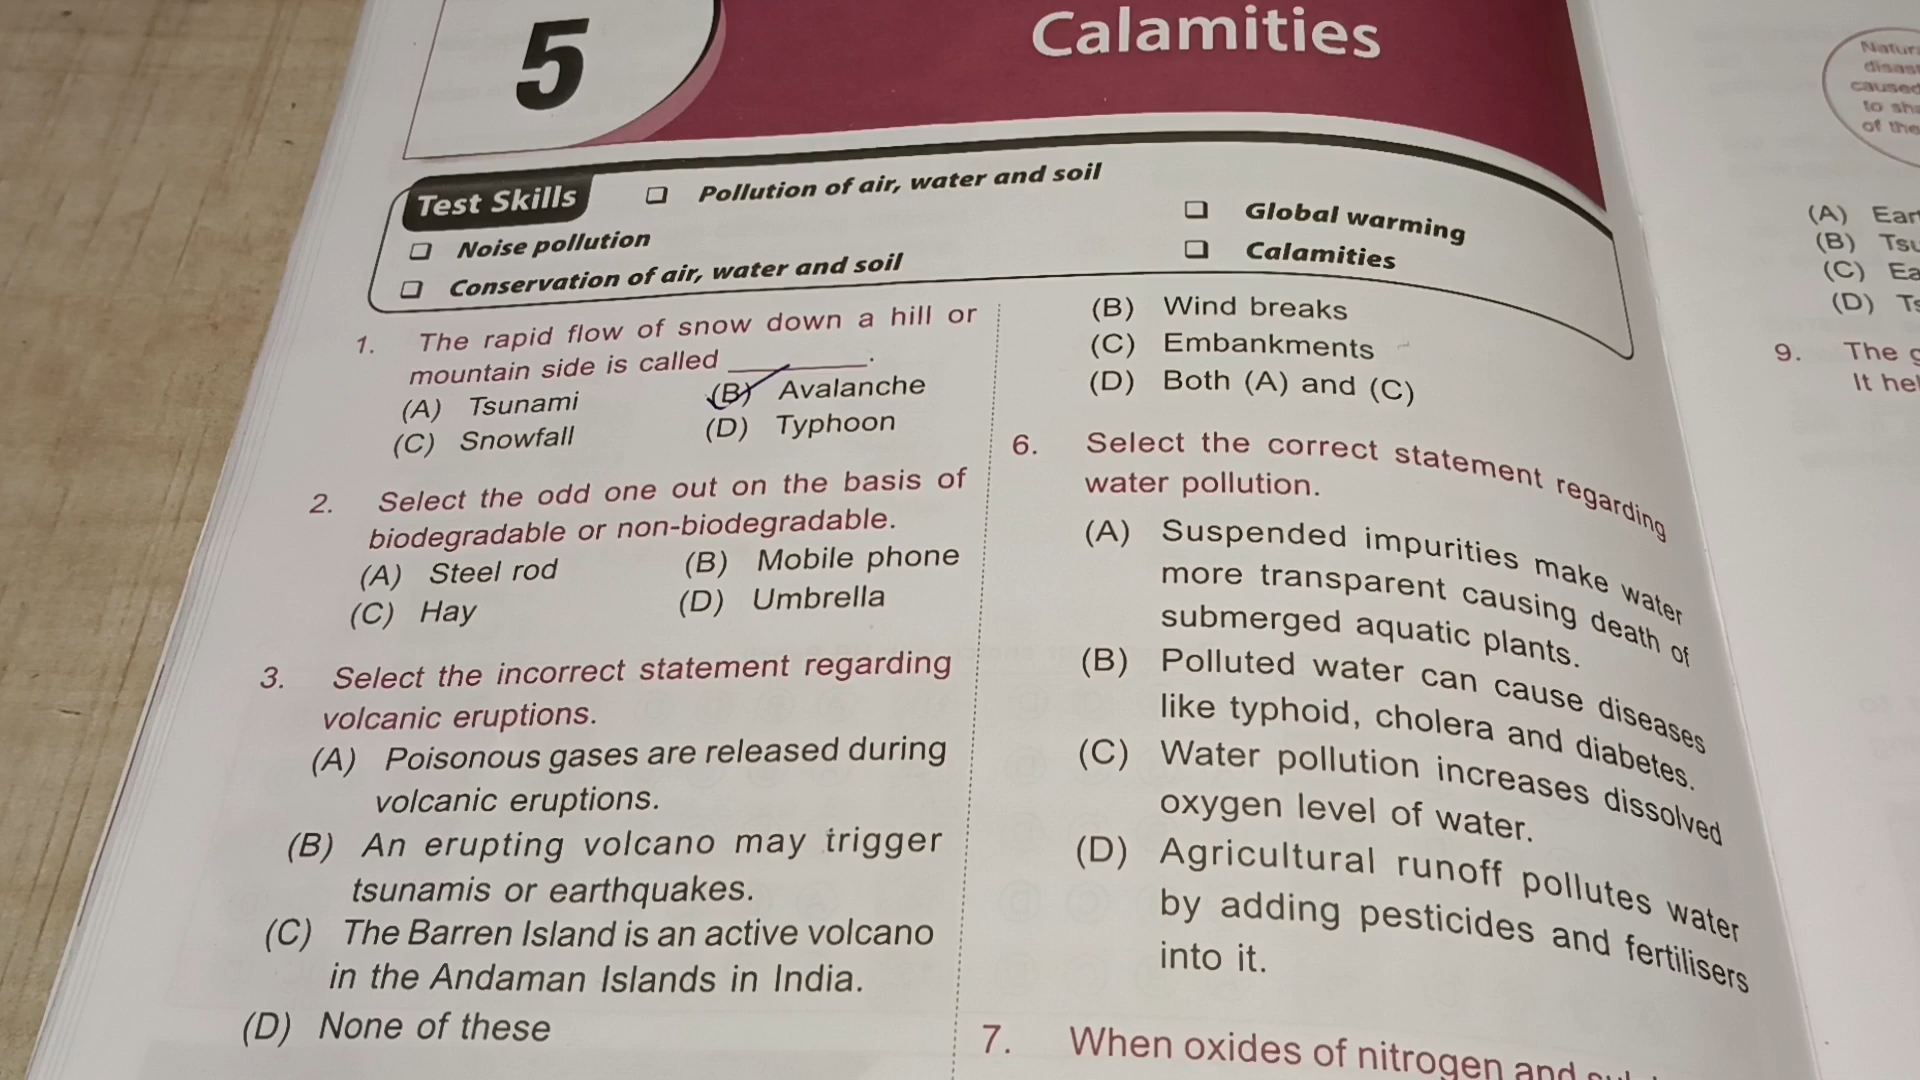 5
Calamities
Test Skills
❑ Pollution of air, water and soil
❑ Noise pollution
❑ Conservation of air, water and soil
❑ Global warming
❑ Calamities
1. The rapid flow of snow down a hill or
mountain side is called ________.
(A) Tsunami (B) Avalanche
(C) Snowfall (D) Typhoon
2. Select the odd one out on the basis of
biodegradable or non-biodegradable.
(A) Steel rod (B) Mobile phone
(C) Hay (D) Umbrella
3. Select the incorrect statement regarding
volcanic eruptions.
(A) Poisonous gases are released during
volcanic eruptions.
(B) An erupting volcano may trigger
tsunamis or earthquakes.
(C) The Barren Island is an active volcano
in the Andaman Islands in India.
(D) None of these
(B) Wind breaks
(C) Embankments
(D) Both (A) and (C)
6. Select the correct statement regarding
water pollution.
(A) Suspended impurities make water
more transparent causing death of
submerged aquatic plants.
(B) Polluted water can cause diseases
like typhoid, cholera and diabetes.
(C) Water pollution increases dissolved
oxygen level of water.
(D) Agricultural runoff pollutes water
by adding pesticides and fertilisers
into it.
7. When oxides of nitrogen and
caused
to
of the
(A)
(B)
(C)
(D)
9. The
It